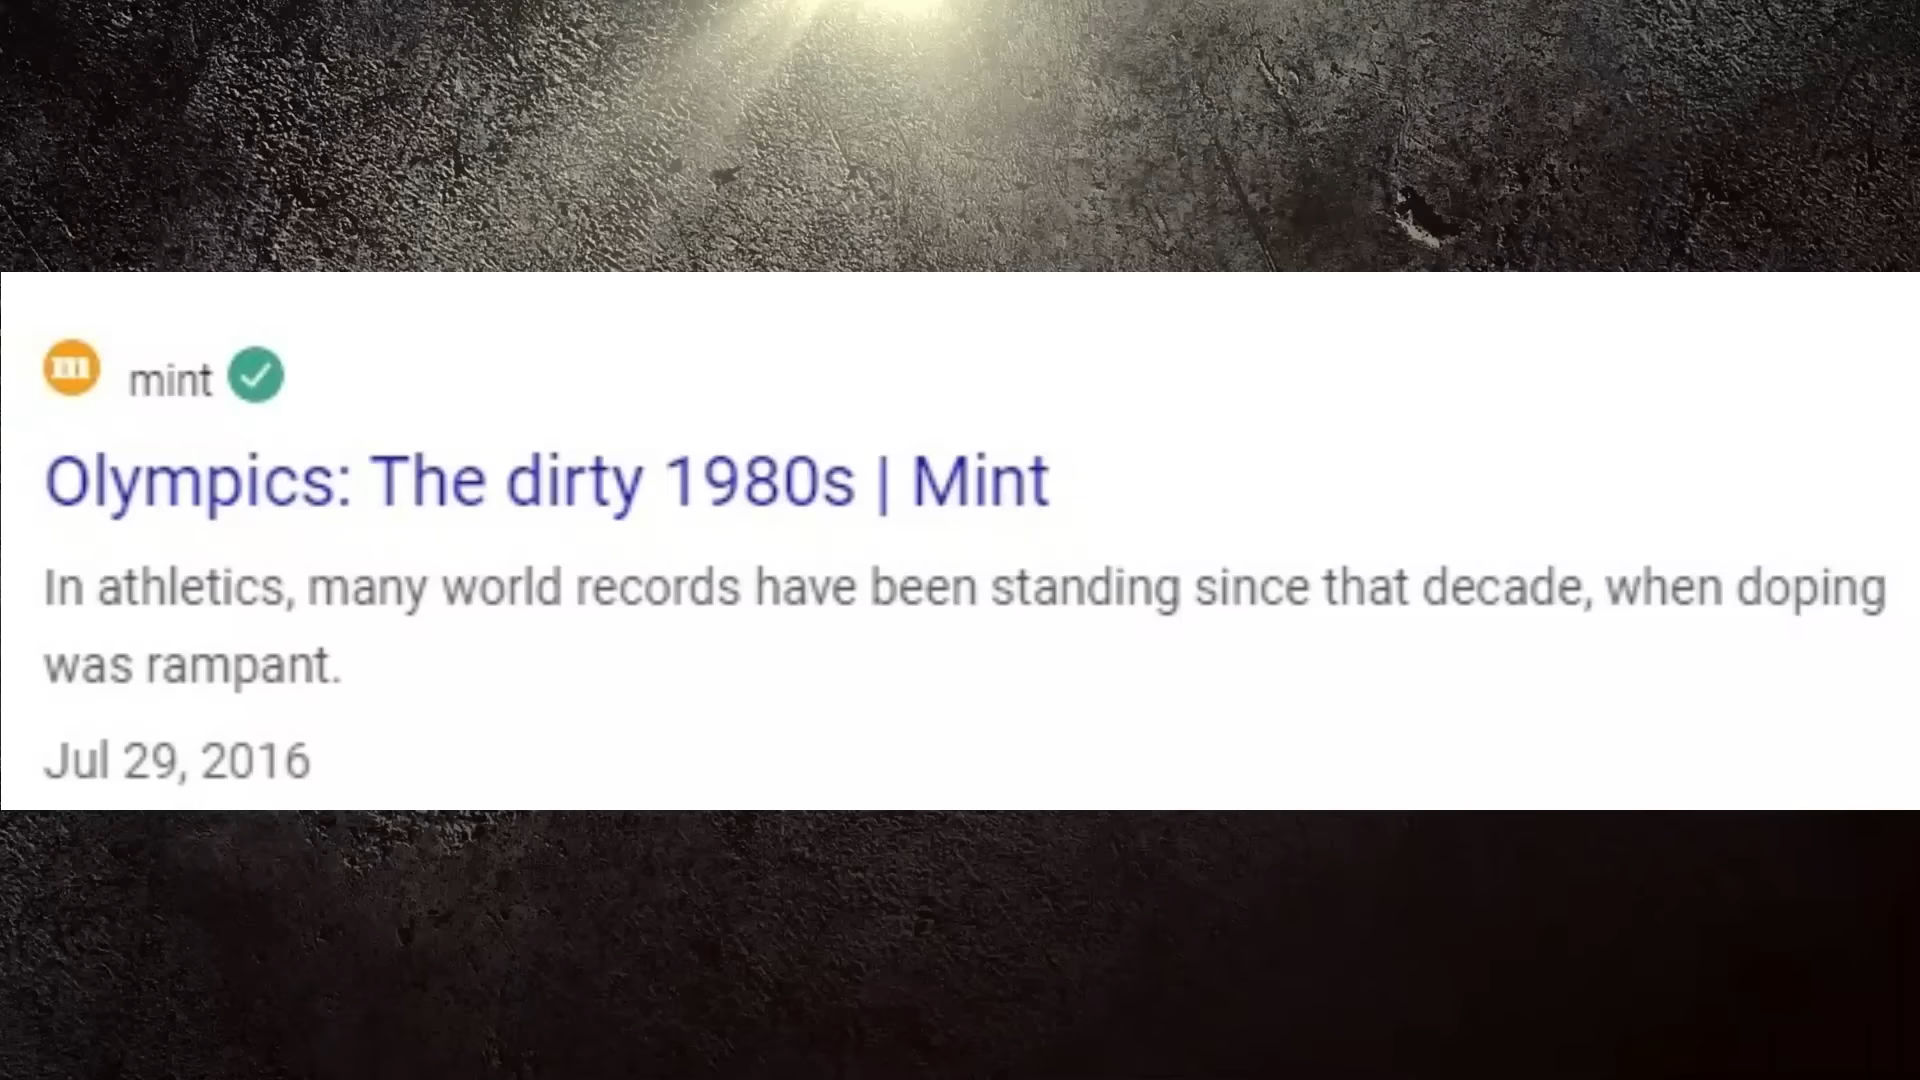 m mint
Olympics: The dirty 1980s | Mint
In athletics, many world records have been standing since that decade, when doping
was rampant.
Jul 29, 2016